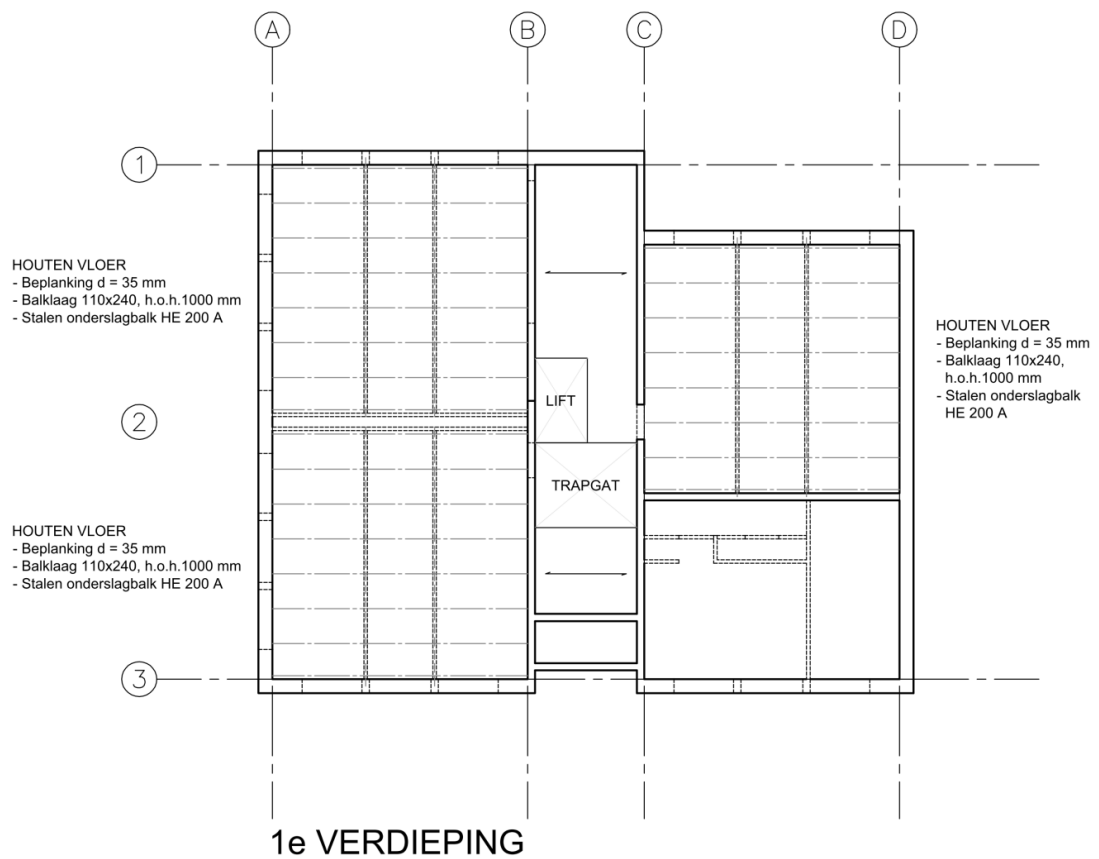 A
B
C
D
1
HOUTEN VLOER
- Beplanking d = 35 mm
- Balklaag 110x240, h.o.h.1000 mm
- Stalen onderslagbalk HE 200 A
HOUTEN VLOER
- Beplanking d = 35 mm
- Balklaag 110x240,
h.o.h.1000 mm
- Stalen onderslagbalk
HE 200 A
LIFT
2
TRAPGAT
HOUTEN VLOER
- Beplanking d = 35 mm
- Balklaag 110x240, h.o.h.1000 mm
- Stalen onderslagbalk HE 200 A
3
1e VERDIEPING